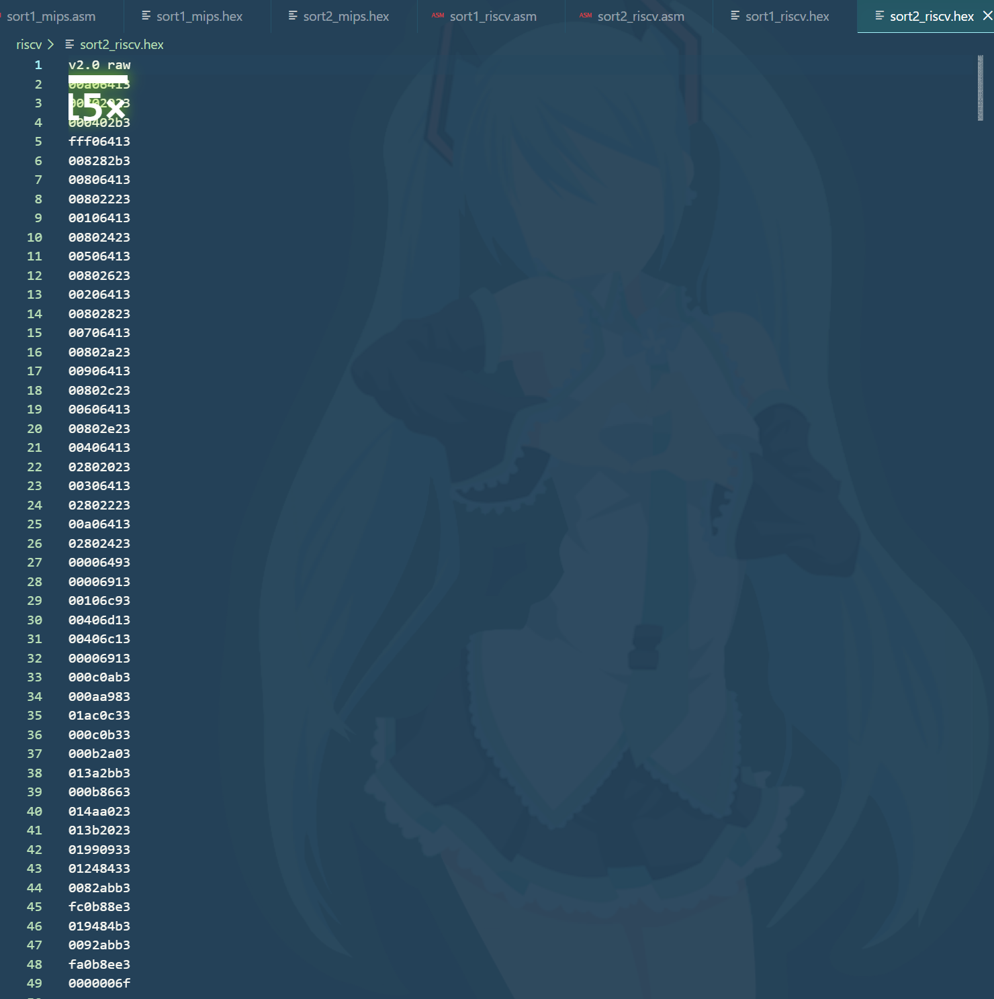 sort1_mips.asm sort1_mips.hex sort2_mips.hex ASM sort1_riscv.asm ASM sort2_riscv.asm sort1_riscv.hex sort2_riscv.hex
riscv > sort2_riscv.hex
1 v2.0 raw
2 00a06413
3 00802023
4 000402b3
15×
5 fff06413
6 008282b3
7 00806413
8 00802223
9 00106413
10 00802423
11 00506413
12 00802623
13 00206413
14 00802823
15 00706413
16 00802a23
17 00906413
18 00802c23
19 00606413
20 00802e23
21 00406413
22 02802023
23 00306413
24 02802223
25 00a06413
26 02802423
27 00006493
28 00006913
29 00106c93
30 00406d13
31 00406c13
32 00006913
33 000c0ab3
34 000aa983
35 01ac0c33
36 000c0b33
37 000b2a03
38 013a2bb3
39 000b8663
40 014aa023
41 013b2023
42 01990933
43 01248433
44 0082abb3
45 fc0b88e3
46 019484b3
47 0092abb3
48 fa0b8ee3
49 0000006f